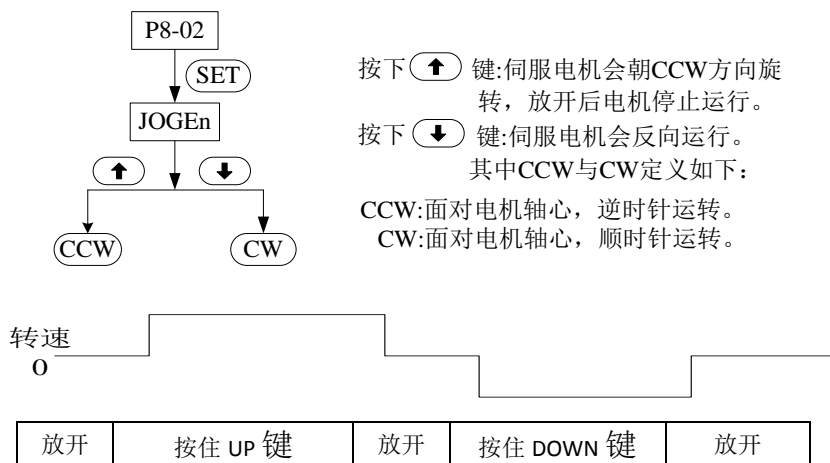 P8-02
SET
JOGEn
CCW
CW
按下 键:伺服电机会朝CCW方向旋
转，放开后电机停止运行。
按下 键:伺服电机会反向运行。
其中CCW与CW定义如下：
CCW:面对电机轴心，逆时针运转。
CW:面对电机轴心，顺时针运转。
转速
0
放开 按住 UP 键 放开 按住 DOWN 键 放开